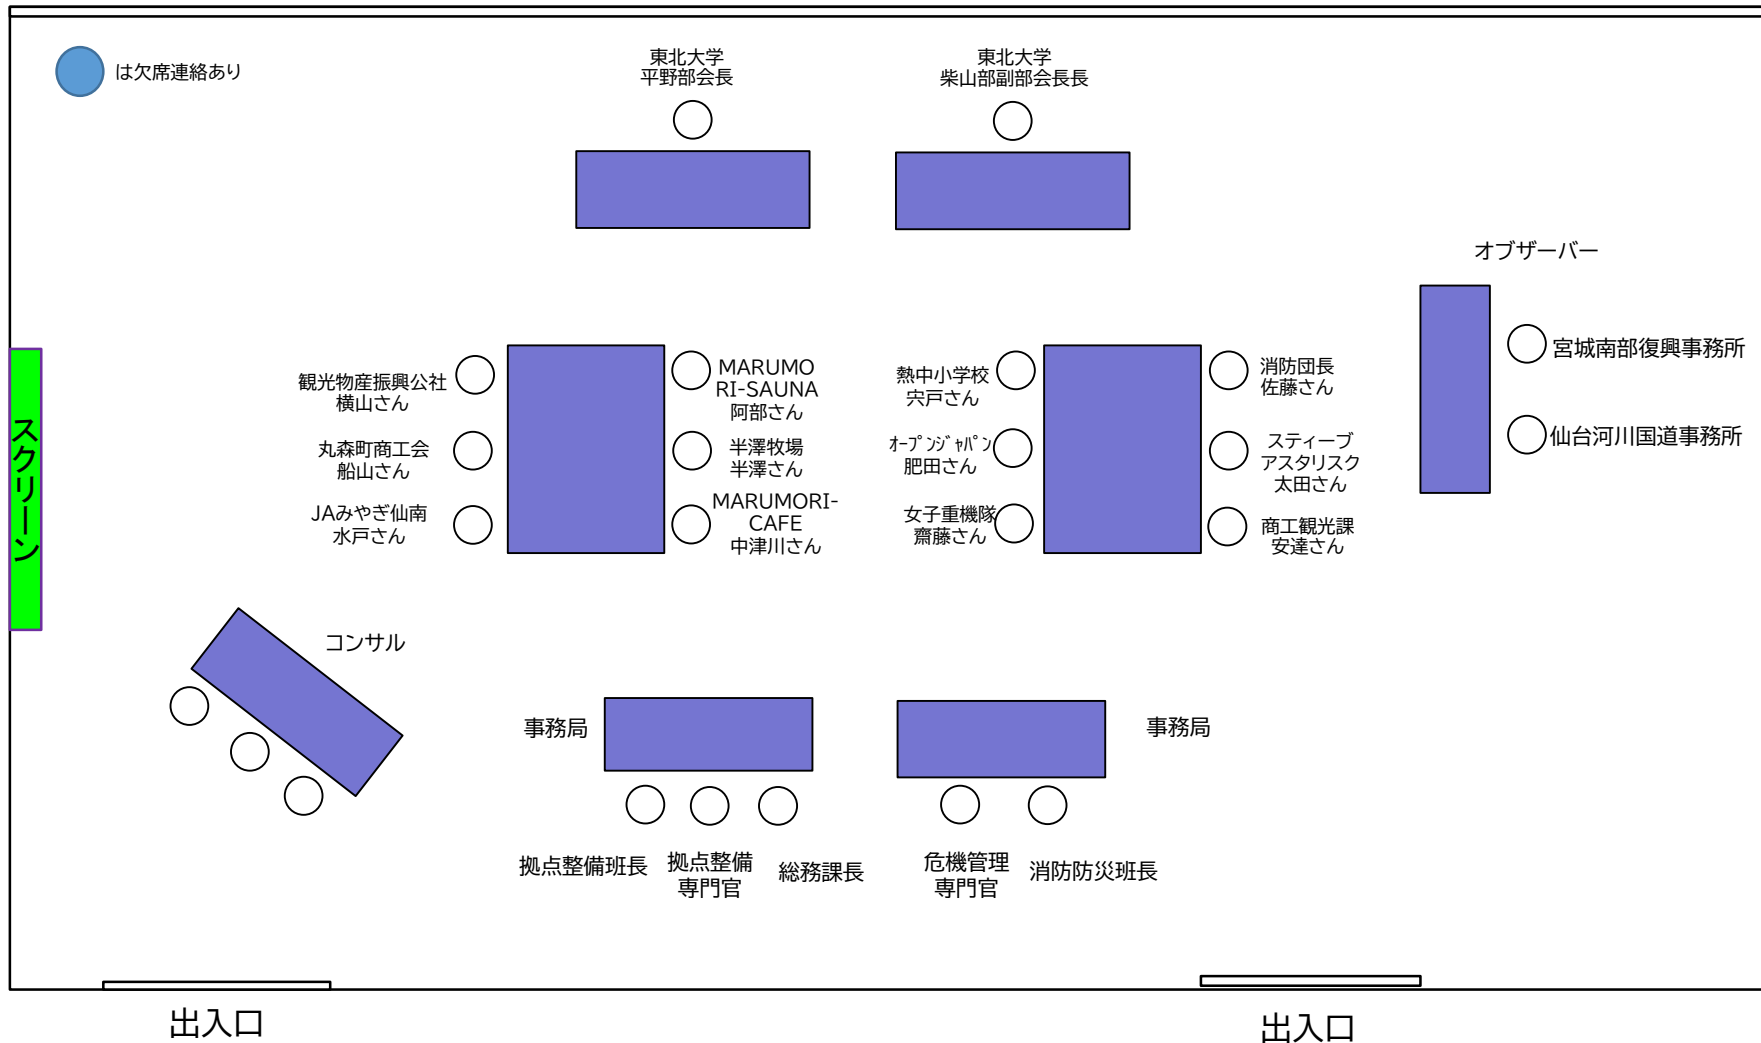 は欠席連絡あり
東北大学
平野部会長
東北大学
柴山部副部会長長
オブザーバー
宮城南部復興事務所
仙台河川国道事務所
スクリーン
観光物産振興公社
横山さん
丸森町商工会
船山さん
JAみやぎ仙南
水戸さん
MARUMO
RI-SAUNA
阿部さん
半澤牧場
半澤さん
MARUMORI-
CAFE
中津川さん
熱中小学校
宍戸さん
ｵｰﾌﾟﾝｼﾞｬﾊﾟﾝ
肥田さん
女子重機隊
齋藤さん
消防団長
佐藤さん
スティーブ
アスタリスク
太田さん
商工観光課
安達さん
コンサル
事務局
事務局
拠点整備班長
拠点整備
専門官
総務課長
危機管理
専門官
消防防災班長
出入口
出入口